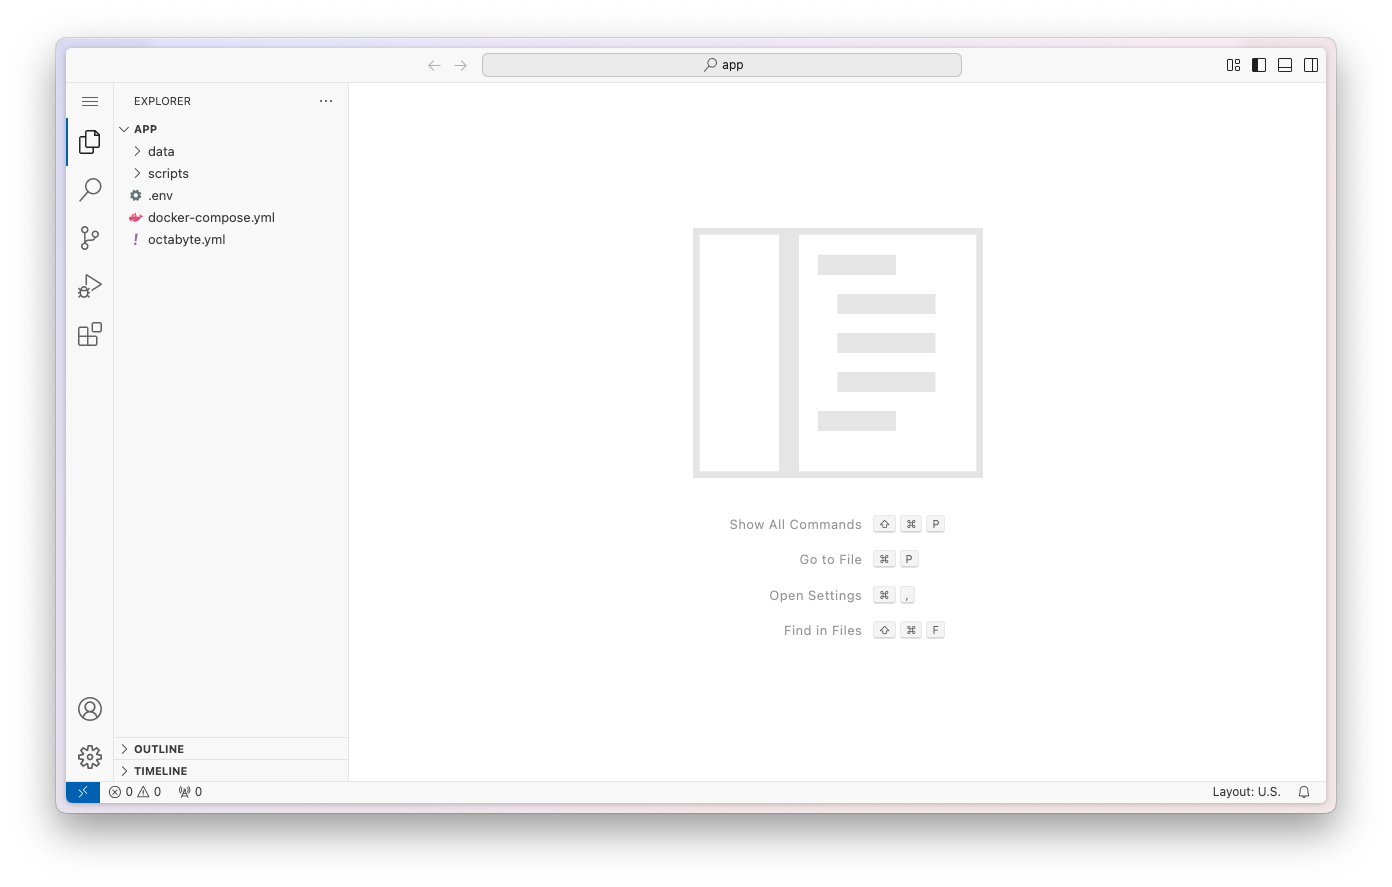 app
EXPLORER
APP
data
scripts
.env
docker-compose.yml
! octabyte.yml
Show All Commands ⇧ ⌘ P
Go to File ⌘ P
Open Settings ⌘ ,
Find in Files ⇧ ⌘ F
OUTLINE
TIMELINE
0 0 0
Layout: U.S.